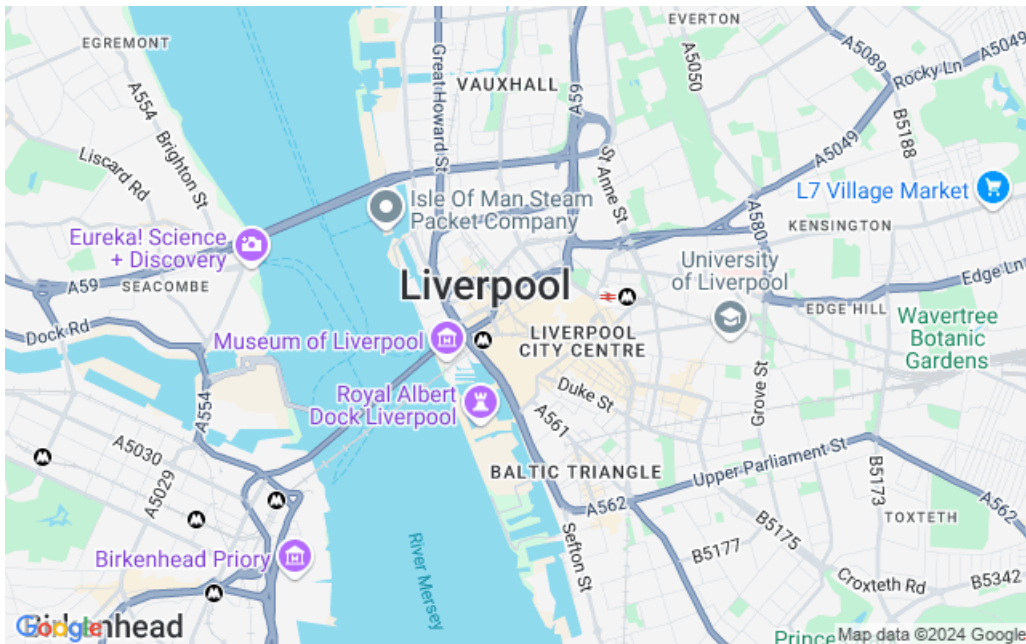 EVERTON
EGREMONT
A5049
A5089
Rocky Ln
A554
Great Howard St
VAUXHALL
A59
A5050
Brighton St
B5188
Liscard Rd
A5049
St Anne St
L7 Village Market
Isle Of Man Steam
Packet Company
A580
KENSINGTON
Eureka! Science
+ Discovery
University
of Liverpool
A59
SEACOMBE
Liverpool
Edge Ln
EDGE HILL
Dock Rd
Museum of Liverpool
LIVERPOOL
CITY CENTRE
Wavertree
Botanic
Gardens
Royal Albert
Dock Liverpool
Duke St
Grove St
A554
A561
A5030
A5029
BALTIC TRIANGLE
Upper Parliament St
B5173
A562
A562
TOXTETH
Sefton St
B5175
B5177
Birkenhead Priory
River Mersey
Croxteth Rd
B5342
Google
Birkenhead
Map data ©2024 Google